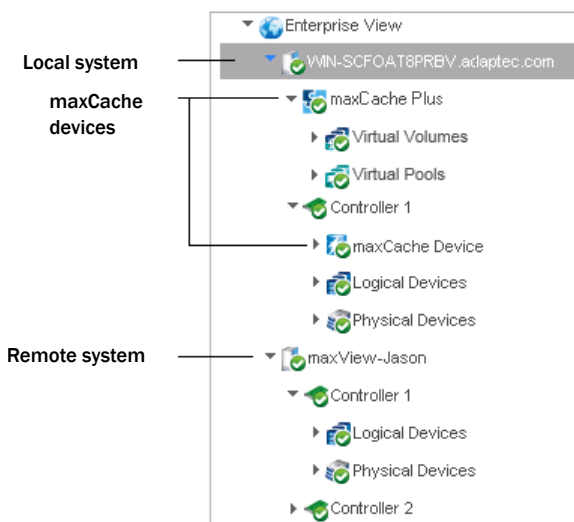 Enterprise View
Local system
WIN-SCFOAT8PRBV.adaptec.com
maxCache
devices
maxCache Plus
Virtual Volumes
Virtual Pools
Controller 1
maxCache Device
Logical Devices
Physical Devices
Remote system
maxView-Jason
Controller 1
Logical Devices
Physical Devices
Controller 2